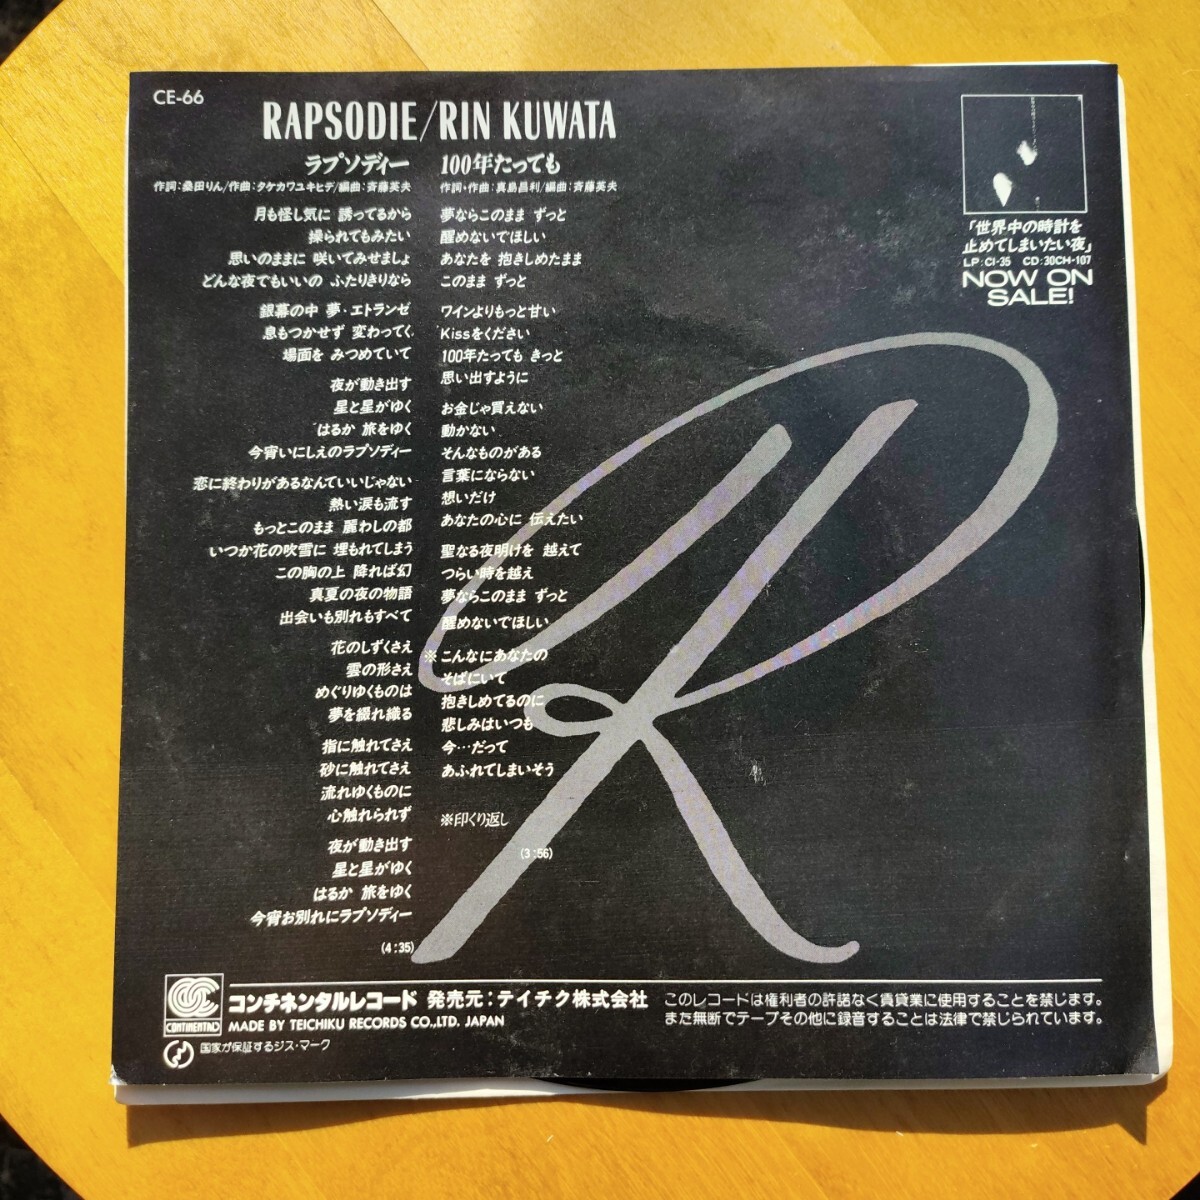 CE-66
RAPSODIE/RIN KUWATA
ラプソディー
作詞:桑田りん/作曲:タケカワユキヒデ/編曲:斉藤英夫
月も怪し気に 誘ってるから
操られてもみたい
思いのままに 咲いてみせましょ
どんな夜でもいいの ふたりきりなら
銀幕の中 夢・エトランゼ
息もつかせず 変わってく
場面を みつめていて
夜が動き出す
星と星がゆく
はるか 旅をゆく
今宵いにしえのラプソディー
恋に終わりがあるなんていいじゃない
熱い涙も流す
もっとこのまま 麗わしの都
いつか花の吹雪に 埋もれてしまう
この胸の上 降れば幻
真夏の夜の物語
出会いも別れもすべて
花のしずくさえ
雲の形さえ
めぐりゆくものは
夢を綴れ織る
指に触れてさえ
砂に触れてさえ
流れゆくものに
心触れられず
夜が動き出す
星と星がゆく
はるか 旅をゆく
今宵お別れにラプソディー
(4:35)
100年たっても
作詞・作曲:真島昌利/編曲:斉藤英夫
夢ならこのまま ずっと
醒めないでほしい
あなたを 抱きしめたまま
このまま ずっと
ワインよりもっと甘い
Kissをください
100年たっても きっと
思い出すように
お金じゃ買えない
動かない
そんなものがある
言葉にならない
想いだけ
あなたの心に 伝えたい
聖なる夜明けを 越えて
つらい時を越え
夢ならこのまま ずっと
醒めないでほしい
※こんなにあなたの
そばにいて
抱きしめてるのに
悲しみはいつも
今…だって
あふれてしまいそう
※印くり返し
(3:56)
「世界中の時計を
止めてしまいたい夜」
LP:CI-35 CD:30CH-107
NOW ON
SALE!
CONTINENTAL
コンチネンタルレコード 発売元:テイチク株式会社
MADE BY TEICHIKU RECORDS CO.,LTD. JAPAN
国家が保証するジス・マーク
このレコードは権利者の許諾なく賃貸業に使用することを禁じます。
また無断でテープその他に録音することは法律で禁じられています。